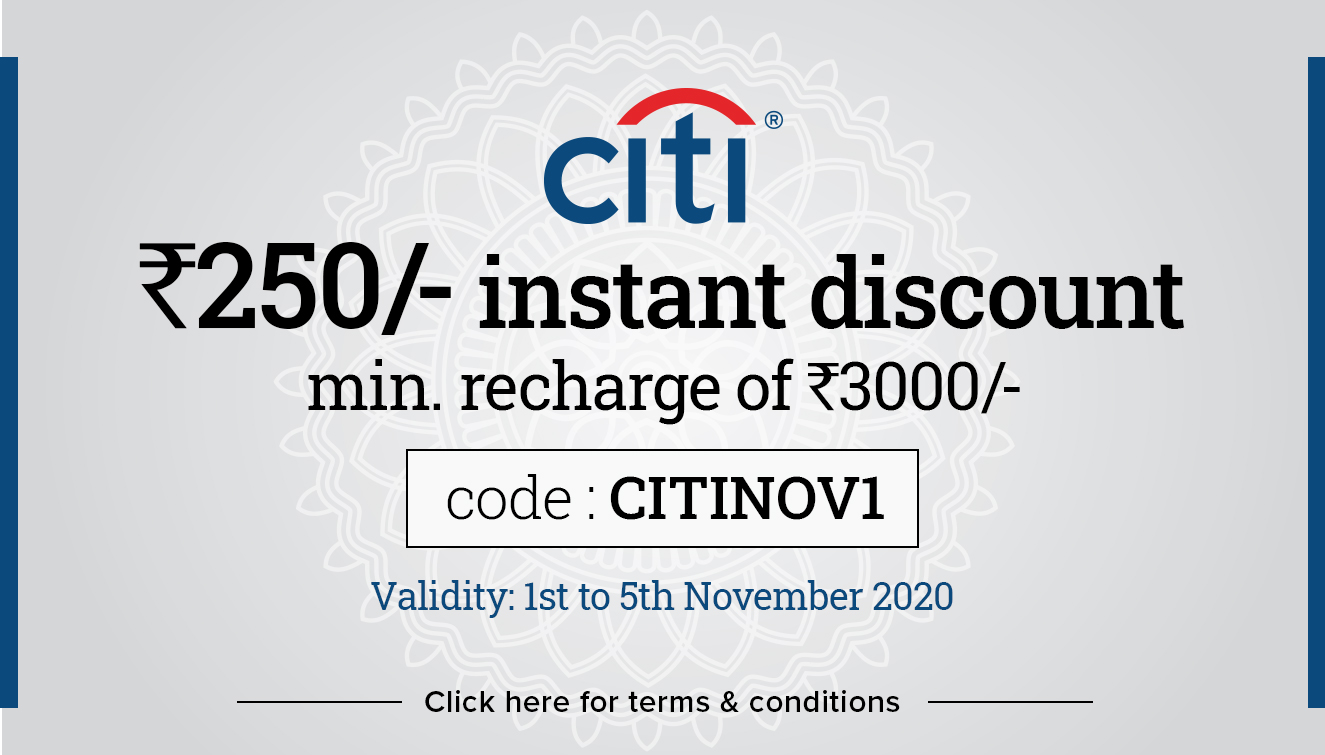 citi®
₹250/- instant discount
min. recharge of ₹3000/-
code : CITINOV1
Validity: 1st to 5th November 2020
Click here for terms & conditions